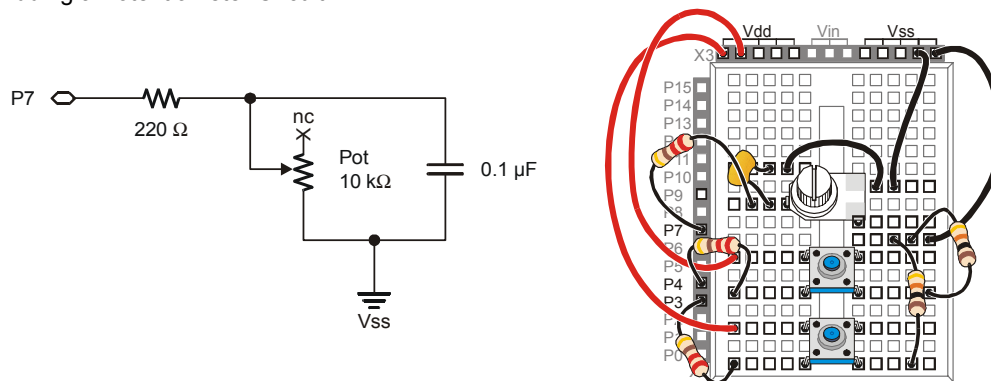 P7
220 Ω
nc
Pot
10 kΩ
0.1 µF
Vss
Vdd
Vin
Vss
X3
P15
P14
P13
P10
P9
P8
P7
P6
P5
P4
P3
P0